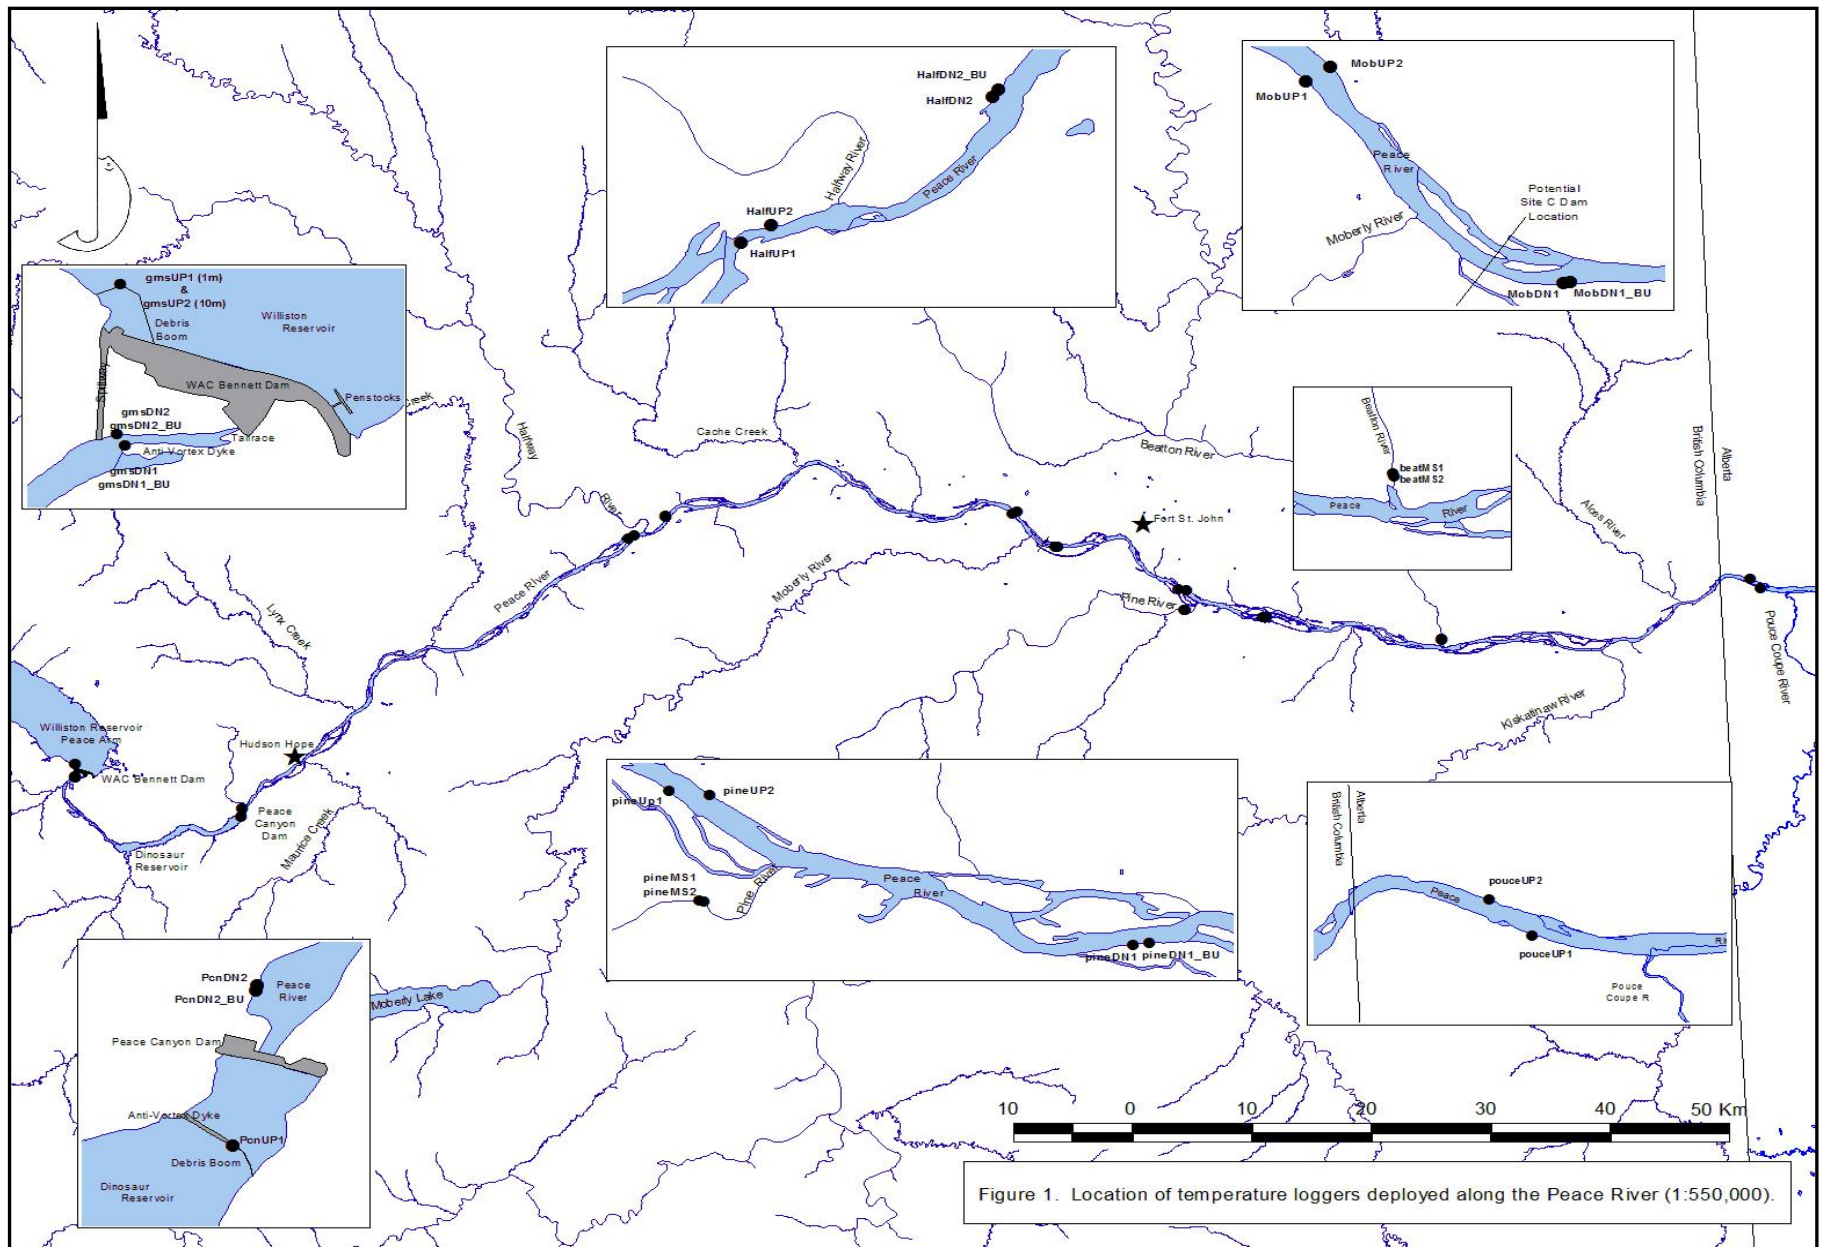 HalfDN2_BU
HalfDN2
Halfway River
Peace River
HalfUP2
HalfUP1
MobUP2
MobUP1
Peace
River
Potential
Site C Dam
Location
Moberly River
MobDN1
MobDN1_BU
gmsUP1 (1m)
&
gmsUP2 (10m)
Debris
Boom
Williston
Reservoir
WAC Bennett Dam
Spillway
Penstocks
Creek
gmsDN2
gmsDN2_BU
Tailrace
Anti Vortex Dyke
gmsDN1
gmsDN1_BU
Halfway
River
Cache Creek
Beatton River
Beatton River
beatMS1
beatMS2
Peace
River
British Columbia
Alberta
Fort St. John
Peace River
Moberly River
Pine River
Lynx Creek
Pouce Coupe River
Kiskatinaw River
Williston Reservoir
Peace Arm
WAC Bennett Dam
Hudson Hope
Peace
Canyon
Dam
Maurice Creek
Dinosaur
Reservoir
pineUp1
pineUP2
pineMS1
pineMS2
Pine River
Peace
River
pineDN1
pineDN1_BU
British Columbia
Alberta
pouceUP2
Peace
pouceUP1
Pouce
Coupe R
PcnDN2
PcnDN2_BU
Peace
River
Peace Canyon Dam
Anti-Vortex Dyke
PcnUP1
Debris Boom
Dinosaur
Reservoir
Moberly Lake
10 0 10 20 30 40 50 Km
Figure 1. Location of temperature loggers deployed along the Peace River (1:550,000).